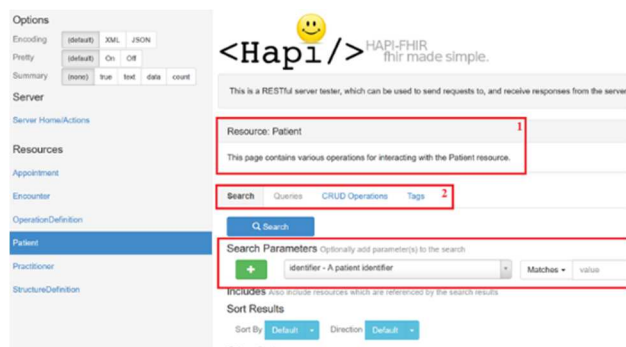 Options
Encoding (default) XML JSON
Pretty (default) On Off
Summary (none) true text data count
Server
Server Home/Actions
Resources
Appointment
Encounter
OperationDefinition
Patient
Practitioner
StructureDefinition
<Hapi/> HAPI-FHIR
fhir made simple.
This is a RESTful server tester, which can be used to send requests to, and receive responses from the server
Resource: Patient 1
This page contains various operations for interacting with the Patient resource.
Search Queries CRUD Operations Tags 2
Search
Search Parameters Optionally add parameter(s) to the search
+ identifier - A patient identifier Matches value
Includes Also include resources which are referenced by the search results
Sort Results
Sort By Default Direction Default